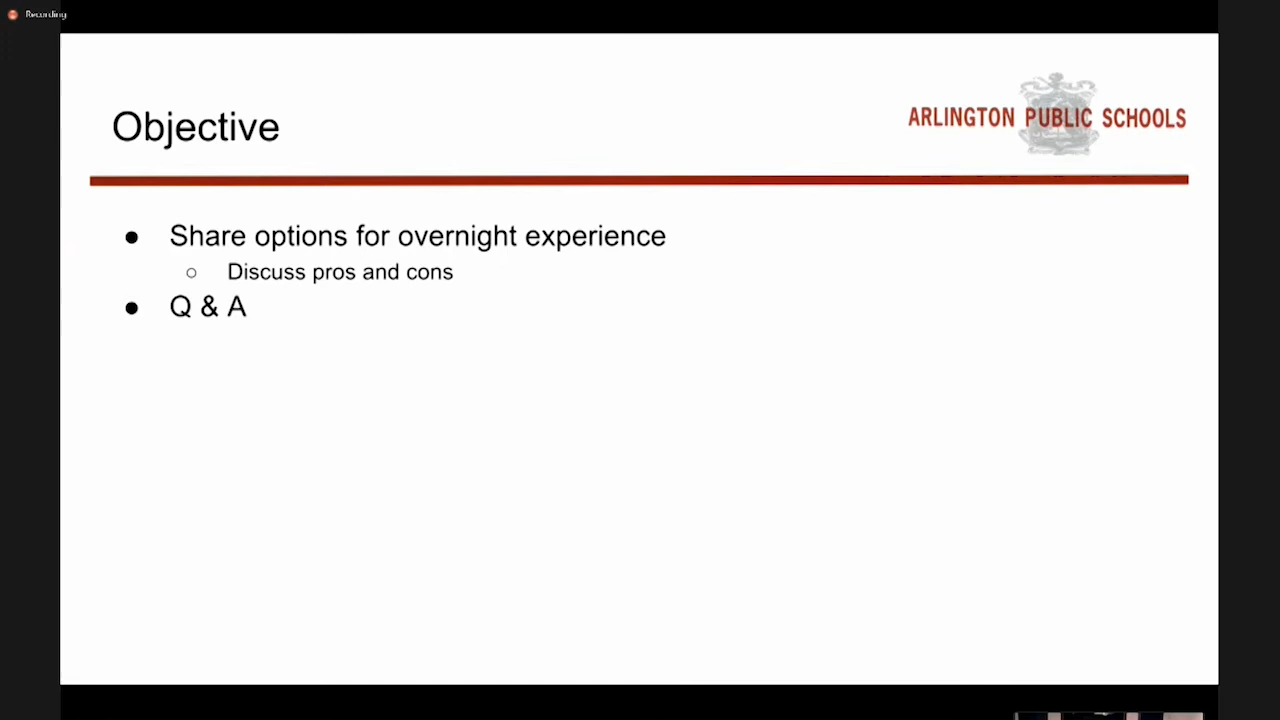 Recording
Objective
ARLINGTON PUBLIC SCHOOLS
● Share options for overnight experience
○ Discuss pros and cons
● Q & A